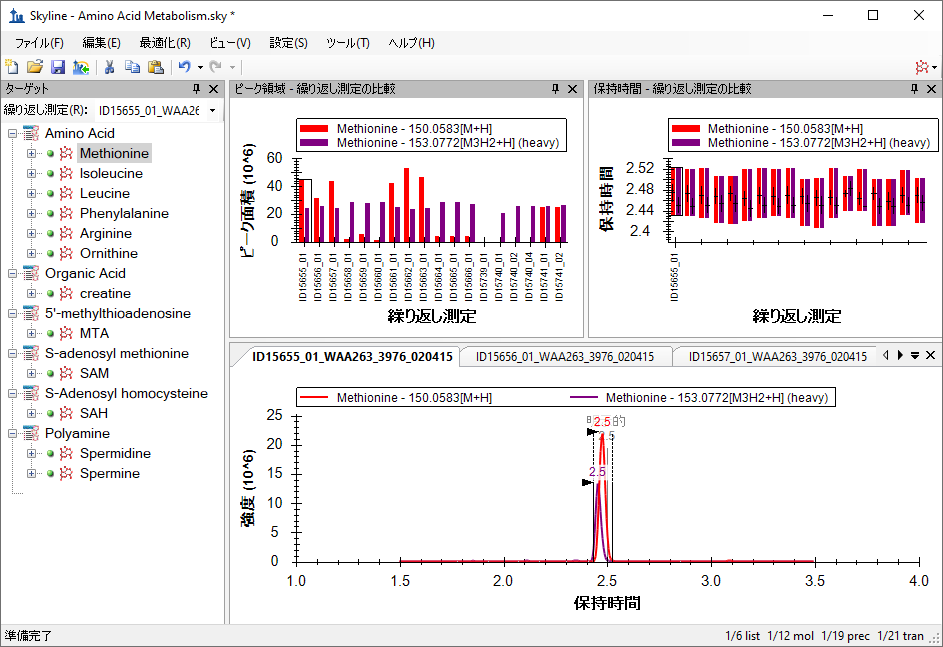 Skyline - Amino Acid Metabolism.sky *
ファイル(F) 編集(E) 最適化(R) ビュー(V) 設定(S) ツール(T) ヘルプ(H)
ターゲット
繰り返し測定(R): ID15655_01_WAA26
Amino Acid
Methionine
Isoleucine
Leucine
Phenylalanine
Arginine
Ornithine
Organic Acid
creatine
5'-methylthioadenosine
MTA
S-adenosyl methionine
SAM
S-Adenosyl homocysteine
SAH
Polyamine
Spermidine
Spermine
ピーク領域 - 繰り返し測定の比較
Methionine - 150.0583[M+H]
Methionine - 153.0772[M3H2+H] (heavy)
ピーク面積 (10^6)
60
40
20
0
ID15655_01
ID15656_01
ID15657_01
ID15658_01
ID15659_01
ID15660_01
ID15661_01
ID15662_01
ID15663_01
ID15664_01
ID15665_01
ID15666_01
ID15739_01
ID15740_01
ID15740_02
ID15740_04
ID15741_01
ID15741_02
繰り返し測定
保持時間 - 繰り返し測定の比較
Methionine - 150.0583[M+H]
Methionine - 153.0772[M3H2+H] (heavy)
保持時間
2.52
2.48
2.44
2.4
ID15655_01
繰り返し測定
ID15655_01_WAA263_3976_020415 ID15656_01_WAA263_3976_020415 ID15657_01_WAA263_3976_020415
Methionine - 150.0583[M+H] Methionine - 153.0772[M3H2+H] (heavy)
強度 (10^6)
25
20
15
10
5
0
2.5
2.5
2.5
1.0 1.5 2.0 2.5 3.0 3.5 4.0
保持時間
準備完了 1/6 list 1/12 mol 1/19 prec 1/21 tran